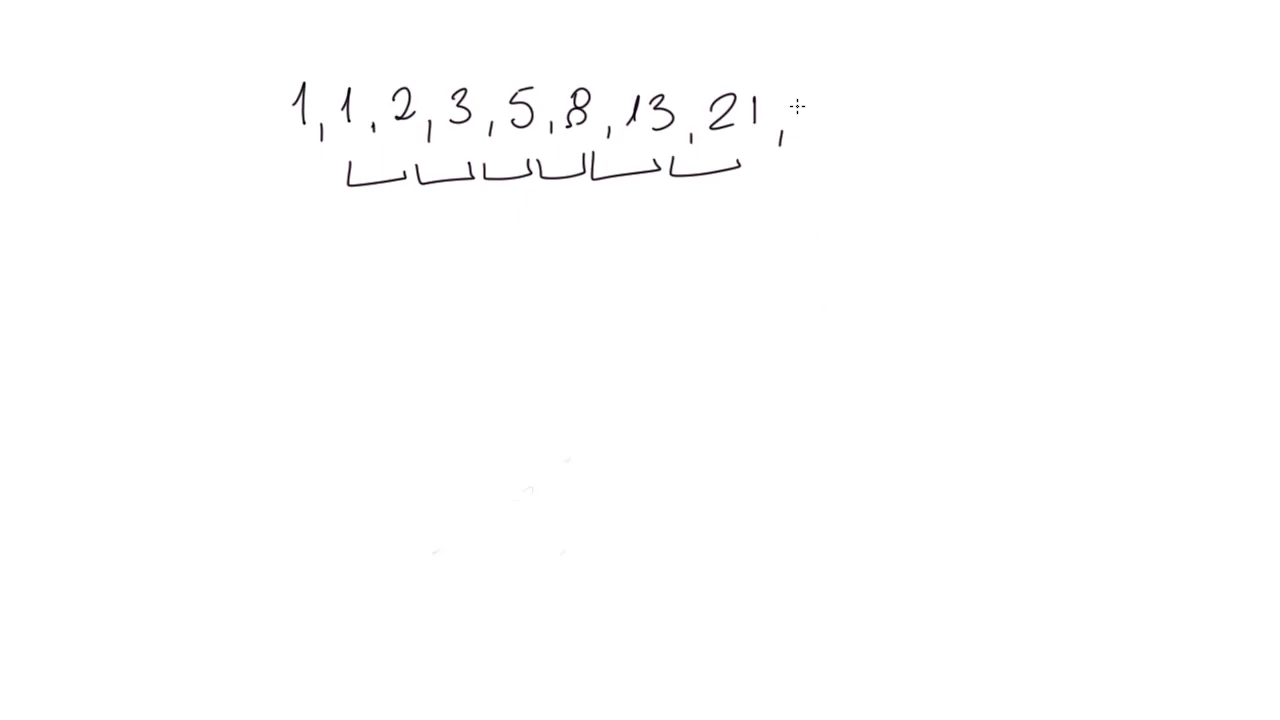 1, 1, 2, 3, 5, 8, 13, 21,